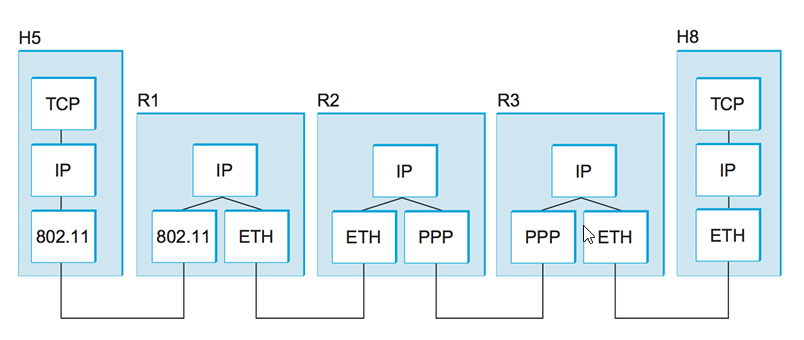 H5
TCP
IP
802.11
R1
IP
802.11 ETH
R2
IP
ETH PPP
R3
IP
PPP ETH
H8
TCP
IP
ETH